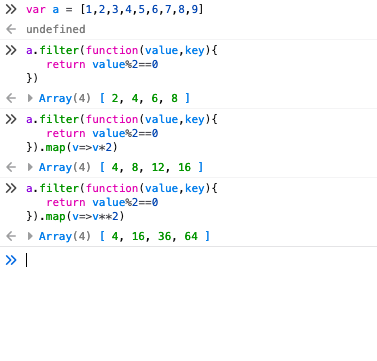 >> var a = [1,2,3,4,5,6,7,8,9]
← undefined
>> a.filter(function(value,key){
return value%2==0
})
← ▶ Array(4) [ 2, 4, 6, 8 ]
>> a.filter(function(value,key){
return value%2==0
}).map(v=>v*2)
← ▶ Array(4) [ 4, 8, 12, 16 ]
>> a.filter(function(value,key){
return value%2==0
}).map(v=>v**2)
← ▶ Array(4) [ 4, 16, 36, 64 ]
>>